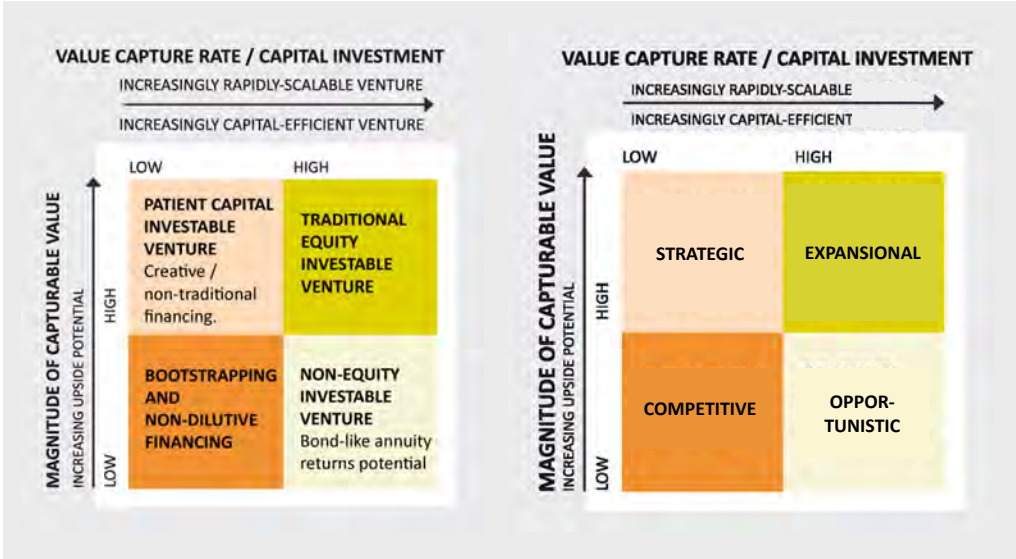 VALUE CAPTURE RATE / CAPITAL INVESTMENT
INCREASINGLY RAPIDLY-SCALABLE VENTURE
INCREASINGLY CAPITAL-EFFICIENT VENTURE
LOW
HIGH
MAGNITUDE OF CAPTURABLE VALUE
INCREASING UPSIDE POTENTIAL
HIGH
LOW
PATIENT CAPITAL
INVESTABLE
VENTURE
Creative /
non-traditional
financing.
TRADITIONAL
EQUITY
INVESTABLE
VENTURE
BOOTSTRAPPING
AND
NON-DILUTIVE
FINANCING
NON-EQUITY
INVESTABLE
VENTURE
Bond-like annuity
returns potential
VALUE CAPTURE RATE / CAPITAL INVESTMENT
INCREASINGLY RAPIDLY-SCALABLE
INCREASINGLY CAPITAL-EFFICIENT
LOW
HIGH
MAGNITUDE OF CAPTURABLE VALUE
INCREASING UPSIDE POTENTIAL
HIGH
LOW
STRATEGIC
EXPANSIONAL
COMPETITIVE
OPPOR-
TUNISTIC